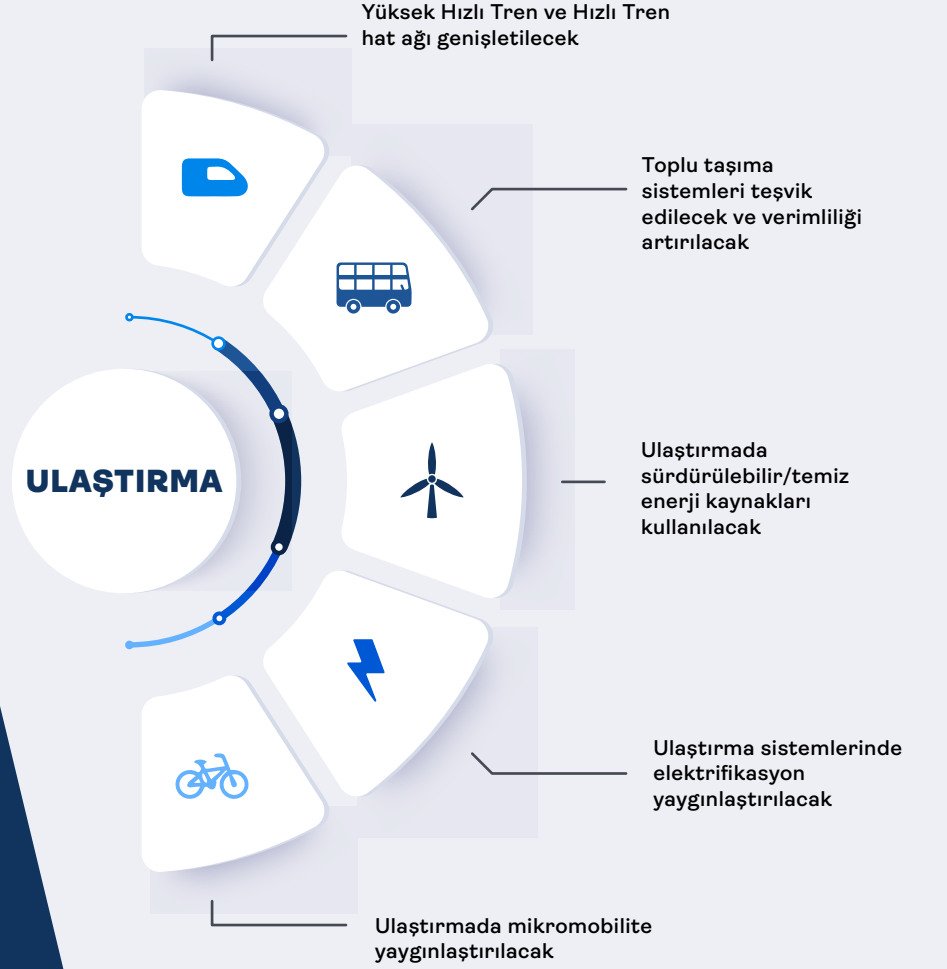 Yüksek Hızlı Tren ve Hızlı Tren
hat ağı genişletilecek
Toplu taşıma
sistemleri teşvik
edilecek ve verimliliği
artırılacak
ULAŞTIRMA
Ulaştırmada
sürdürülebilir/temiz
enerji kaynakları
kullanılacak
Ulaştırma sistemlerinde
elektrifikasyon
yaygınlaştırılacak
Ulaştırmada mikromobilite
yaygınlaştırılacak